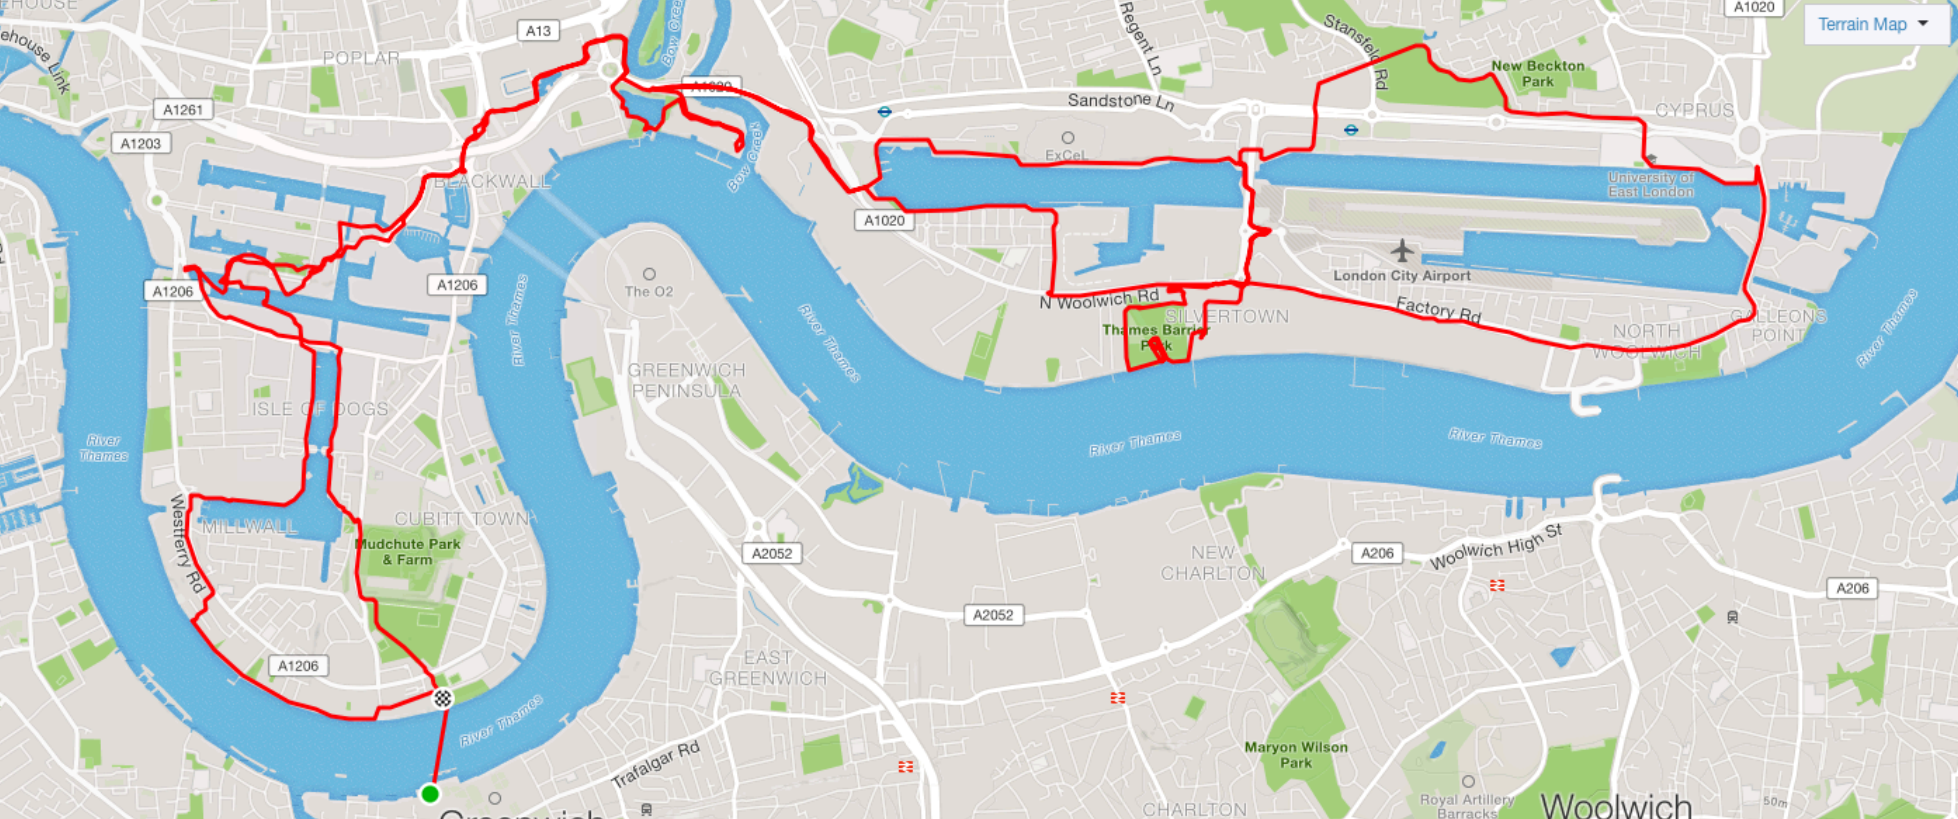 A1020
Terrain Map
A13
POPLAR
Bow Creek
A1020
Regent Ln
Stansfeld Rd
New Beckton
Park
Sandstone Ln
CYPRUS
A1261
A1203
ExCeL
BLACKWALL
Bow Creek
University of
East London
A1020
A1206
A1206
The O2
London City Airport
N Woolwich Rd
Factory Rd
SILVERTOWN
Thames Barrier
Park
NORTH
WOOLWICH
GALLEONS
POINT
River Thames
River Thames
River Thames
GREENWICH
PENINSULA
ISLE OF DOGS
River
Thames
River Thames
River Thames
Westferry Rd
MILLWALL
CUBITT TOWN
Mudchute Park
& Farm
A2052
NEW
CHARLTON
A206
Woolwich High St
A206
A2052
A1206
EAST
GREENWICH
River Thames
Trafalgar Rd
Maryon Wilson
Park
Royal Artillery
Barracks
50m
Greenwich
CHARLTON
Woolwich